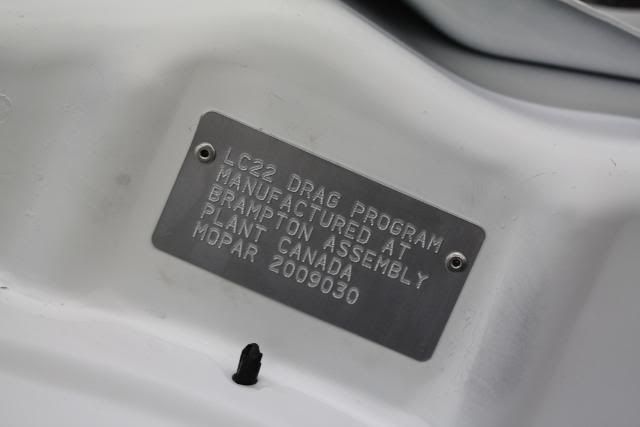 LC22 DRAG PROGRAM
MANUFACTURED AT
BRAMPTON ASSEMBLY
PLANT CANADA
MOPAR 2009030